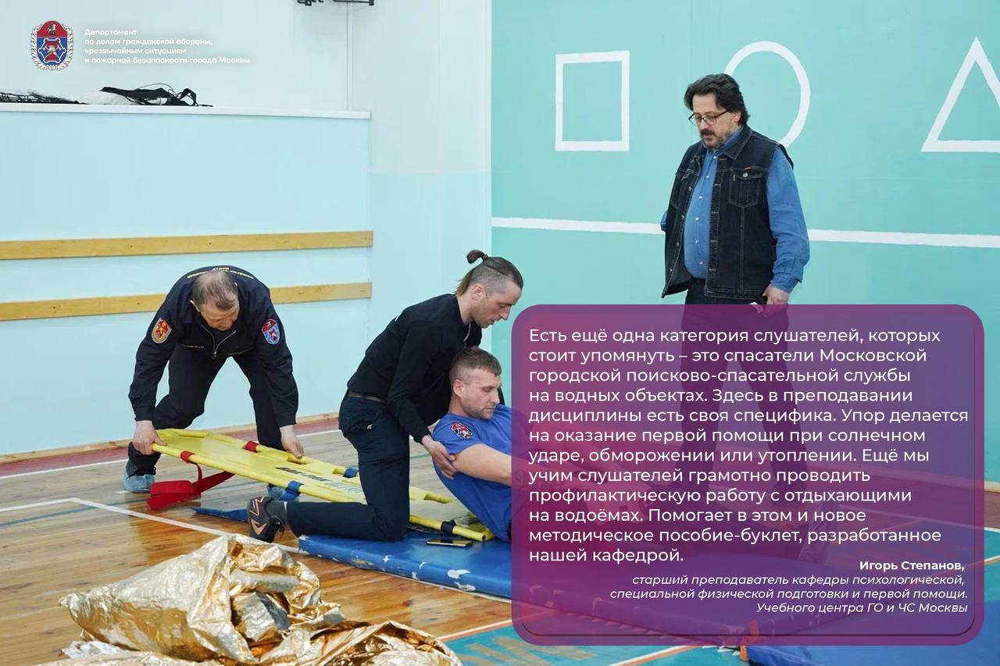 Департамент
по делам гражданской обороны,
чрезвычайным ситуациям
и пожарной безопасности города Москвы
Есть ещё одна категория слушателей, которых
стоит упомянуть – это спасатели Московской
городской поисково-спасательной службы
на водных объектах. Здесь в преподавании
дисциплины есть своя специфика. Упор делается
на оказание первой помощи при солнечном
ударе, обморожении или утоплении. Ещё мы
учим слушателей грамотно проводить
профилактическую работу с отдыхающими
на водоёмах. Помогает в этом и новое
методическое пособие-буклет, разработанное
нашей кафедрой.
Игорь Степанов,
старший преподаватель кафедры психологической,
специальной физической подготовки и первой помощи.
Учебного центра ГО и ЧС Москвы